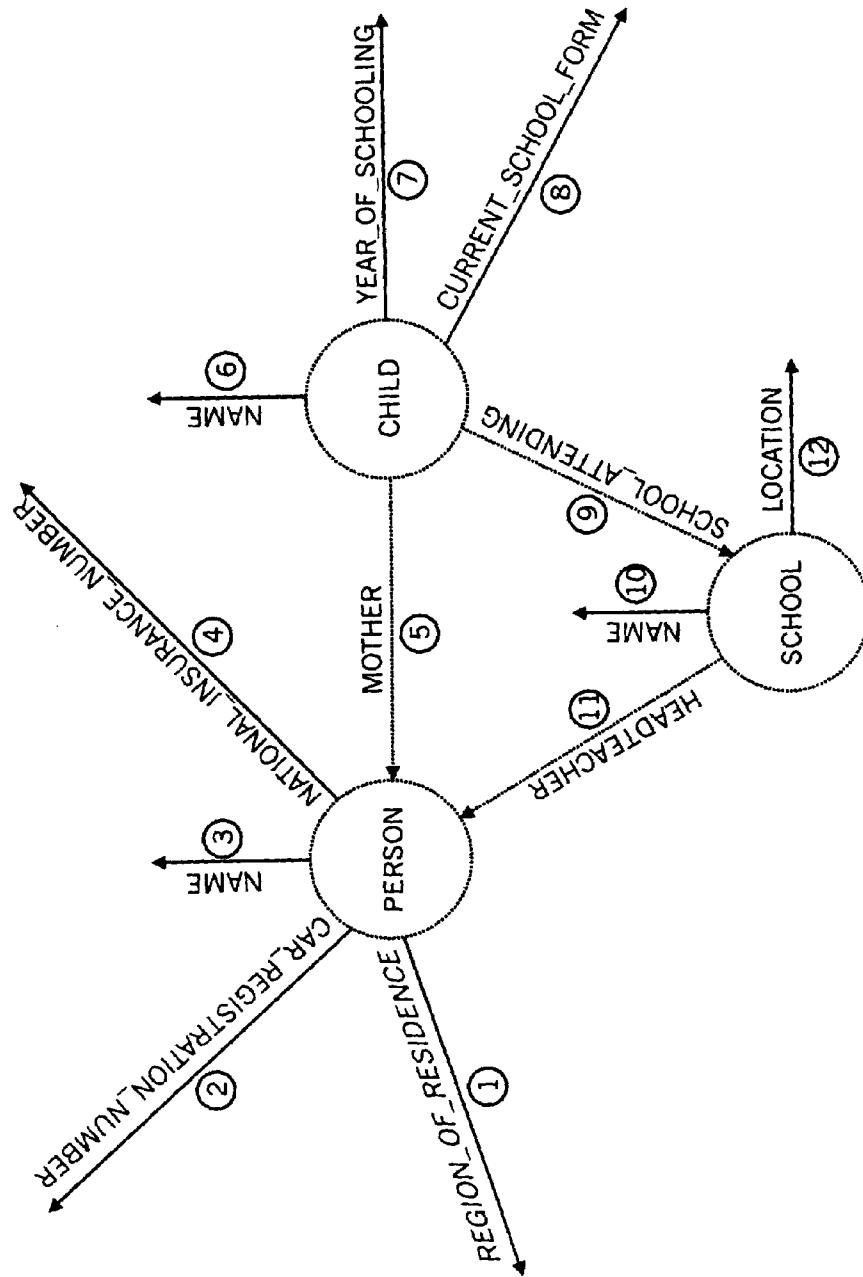 REGION_OF_RESIDENCE
1
CAR_REGISTRATION_NUMBER
2
NAME
3
NATIONAL_INSURANCE_NUMBER
4
PERSON
MOTHER
5
NAME
6
YEAR_OF_SCHOOLING
7
CHILD
CURRENT_SCHOOL_FORM
8
SCHOOL_ATTENDING
9
NAME
10
HEADTEACHER
11
SCHOOL
LOCATION
12